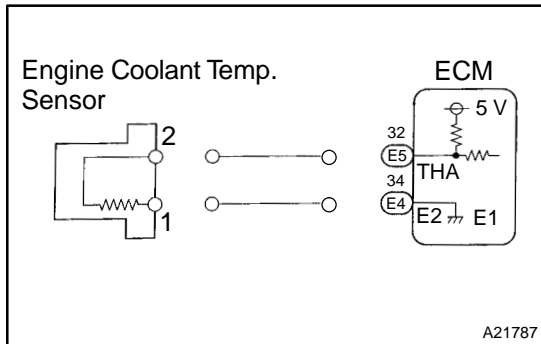 Engine Coolant Temp.
Sensor
ECM
2
1
5 V
32
E5
THA
34
E4
E2
E1
A21787